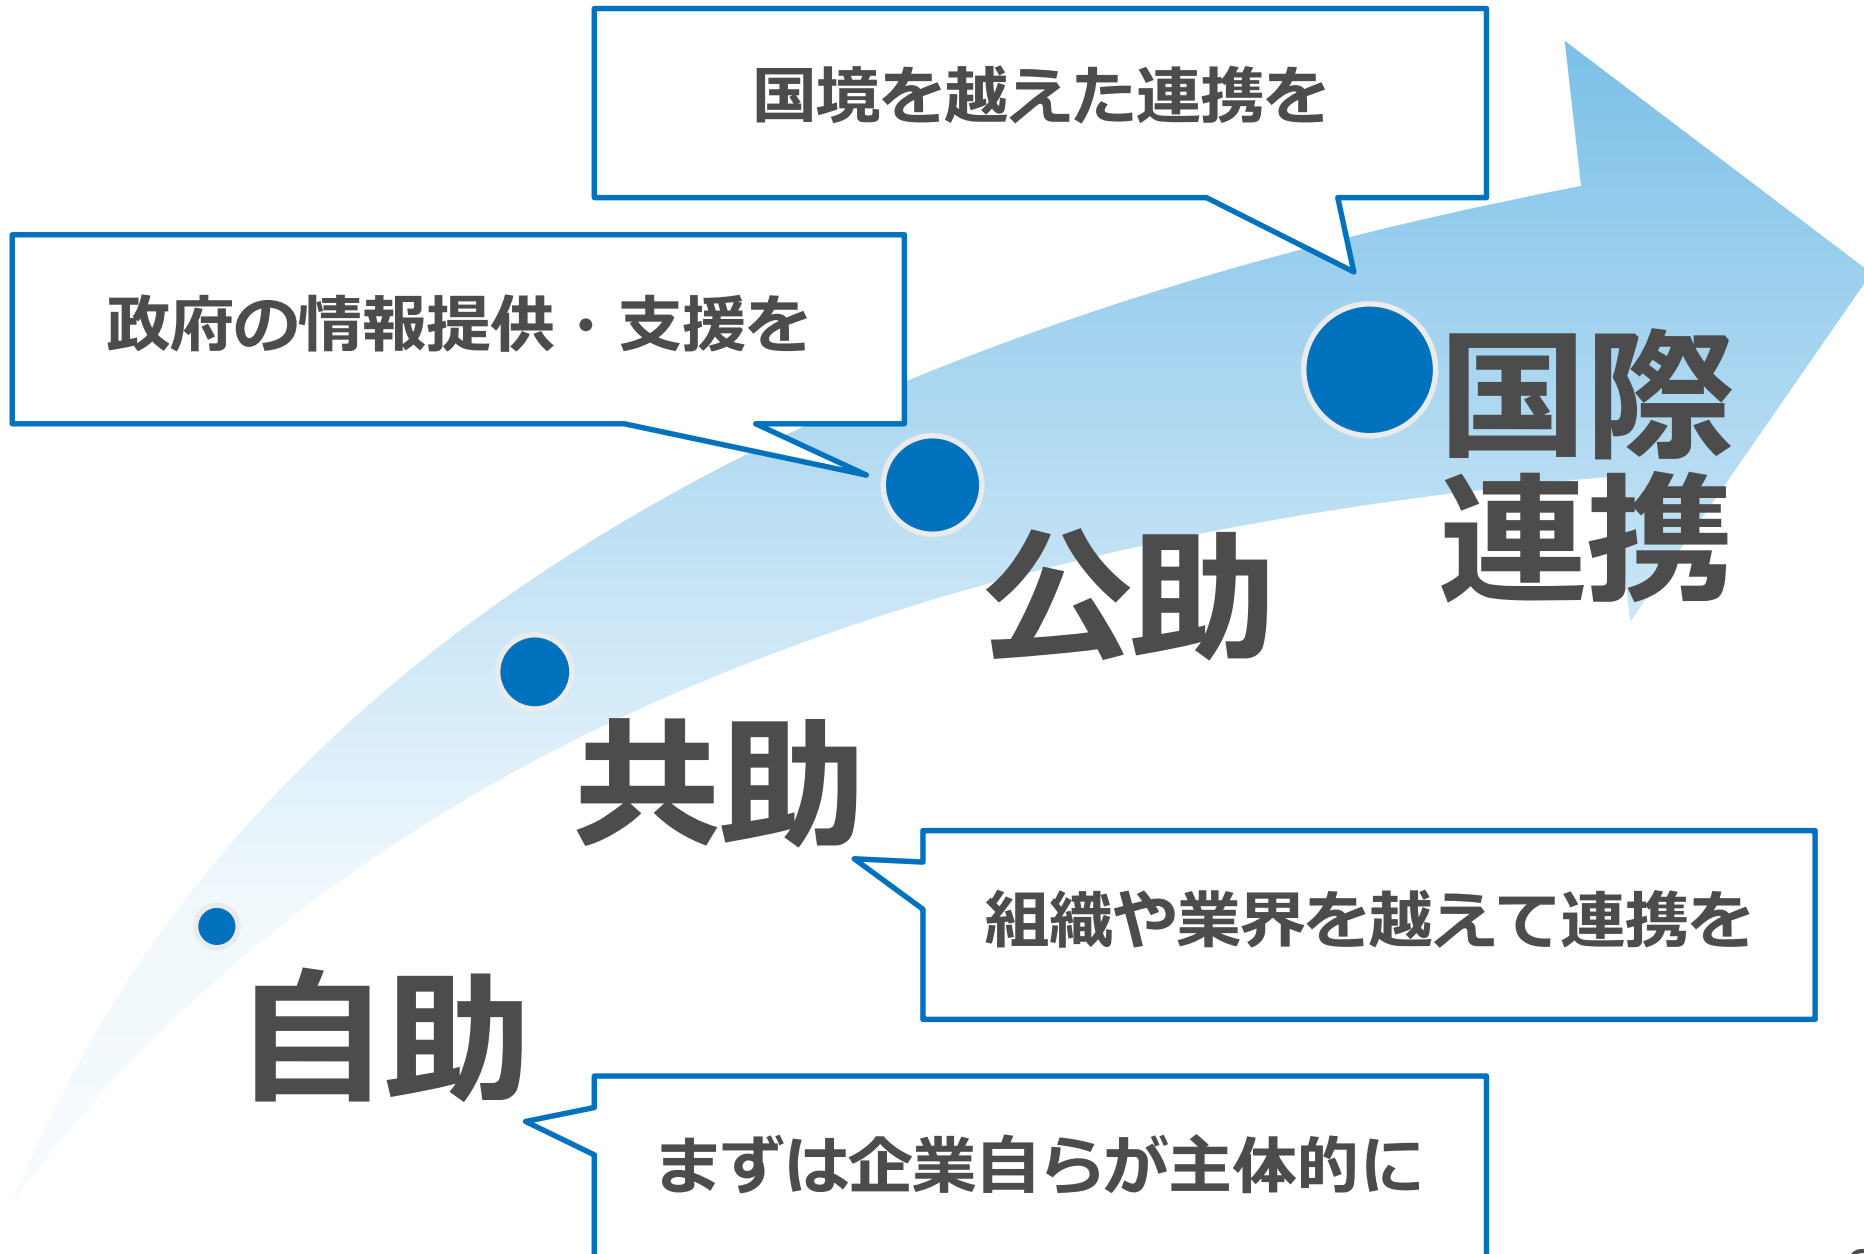 国境を越えた連携を
政府の情報提供・支援を
国際
連携
公助
共助
組織や業界を越えて連携を
自助
まずは企業自らが主体的に